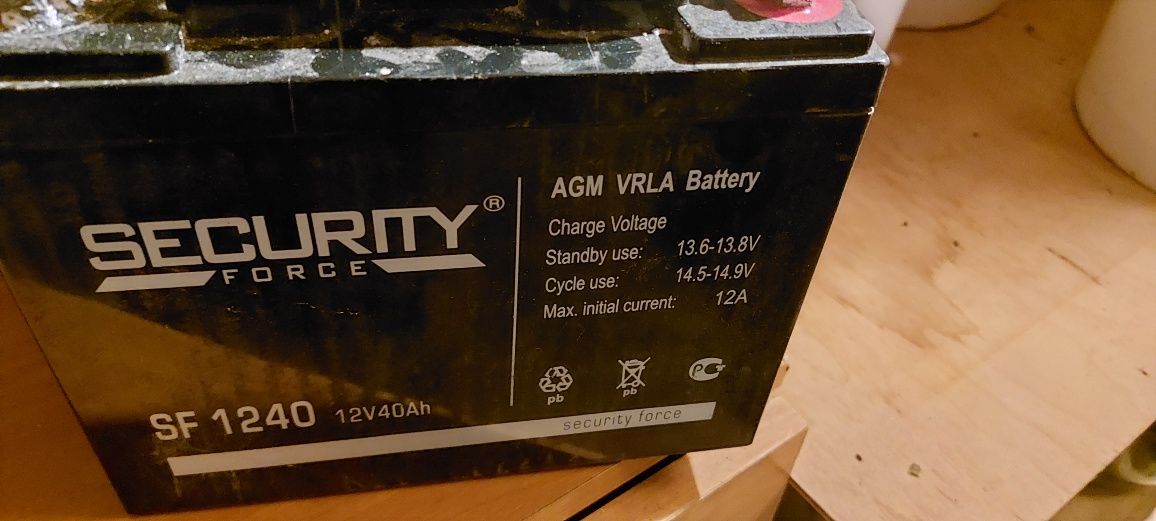 SECURITY®
FORCE
SF 1240 12V40Ah
AGM VRLA Battery
Charge Voltage
Standby use: 13.6-13.8V
Cycle use: 14.5-14.9V
Max. initial current: 12A
pb pb
security force